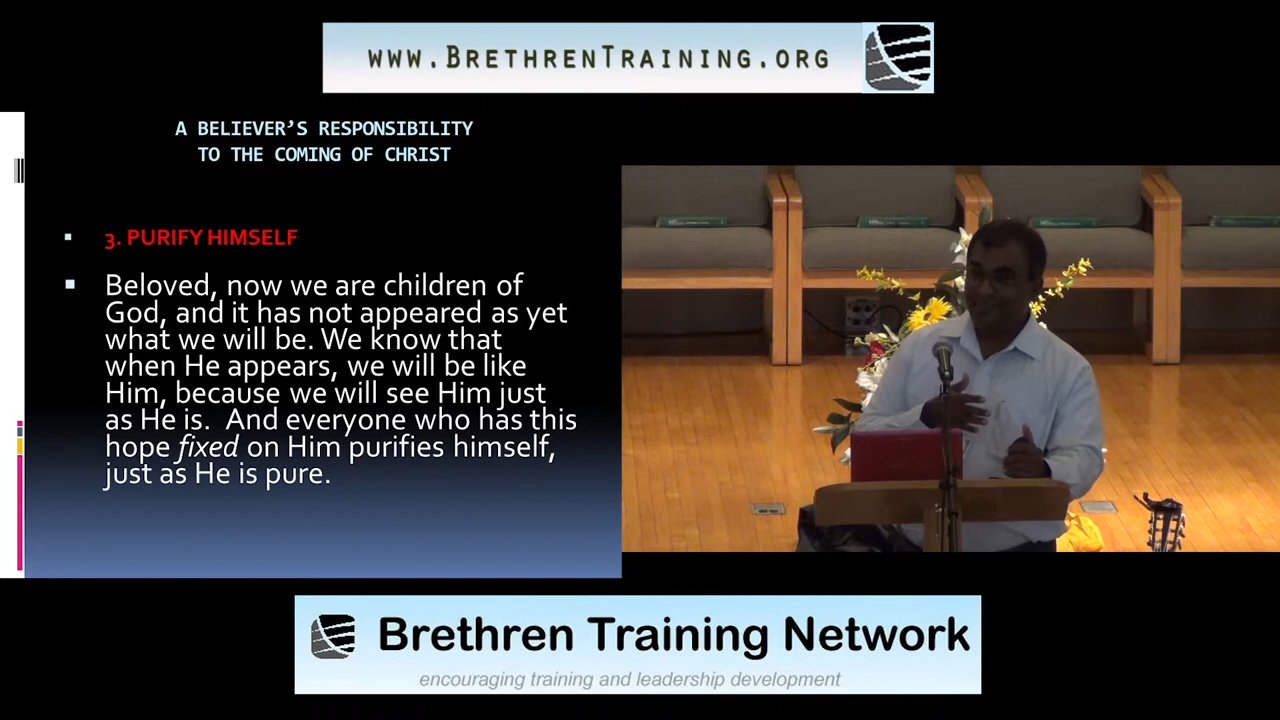 www.BrethrenTraining.org
A BELIEVER’S RESPONSIBILITY
TO THE COMING OF CHRIST
3. PURIFY HIMSELF
Beloved, now we are children of
God, and it has not appeared as yet
what we will be. We know that
when He appears, we will be like
Him, because we will see Him just
as He is. And everyone who has this
hope fixed on Him purifies himself,
just as He is pure.
Brethren Training Network
encouraging training and leadership development